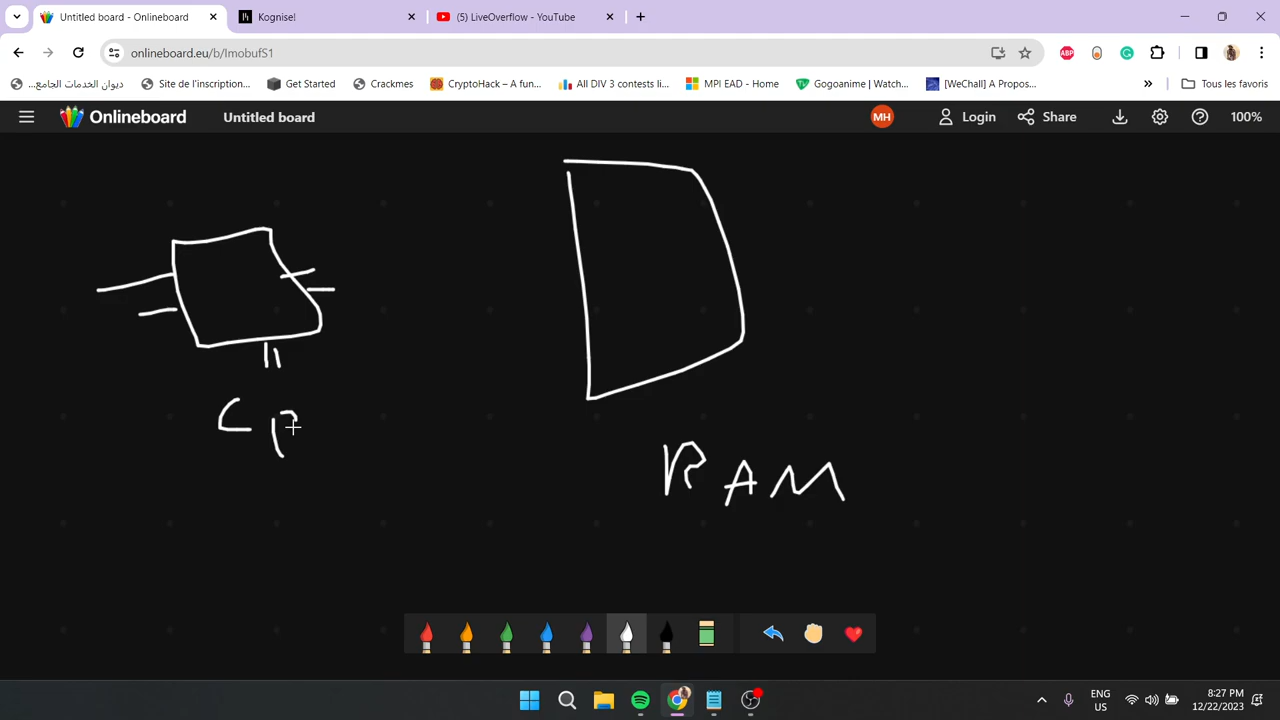 Untitled board - Onlineboard
Kognise!
(5) LiveOverflow - YouTube
onlineboard.eu/b/lmobufS1
ديوان الخدمات الجامع...
Site de l'inscription...
Get Started
Crackmes
CryptoHack – A fun...
All DIV 3 contests li...
MPI EAD - Home
Gogoanime | Watch...
[WeChall] A Propos...
»
Tous les favoris
Onlineboard
Untitled board
MH
Login
Share
100%
CP
RAM
ENG
US
8:27 PM
12/22/2023